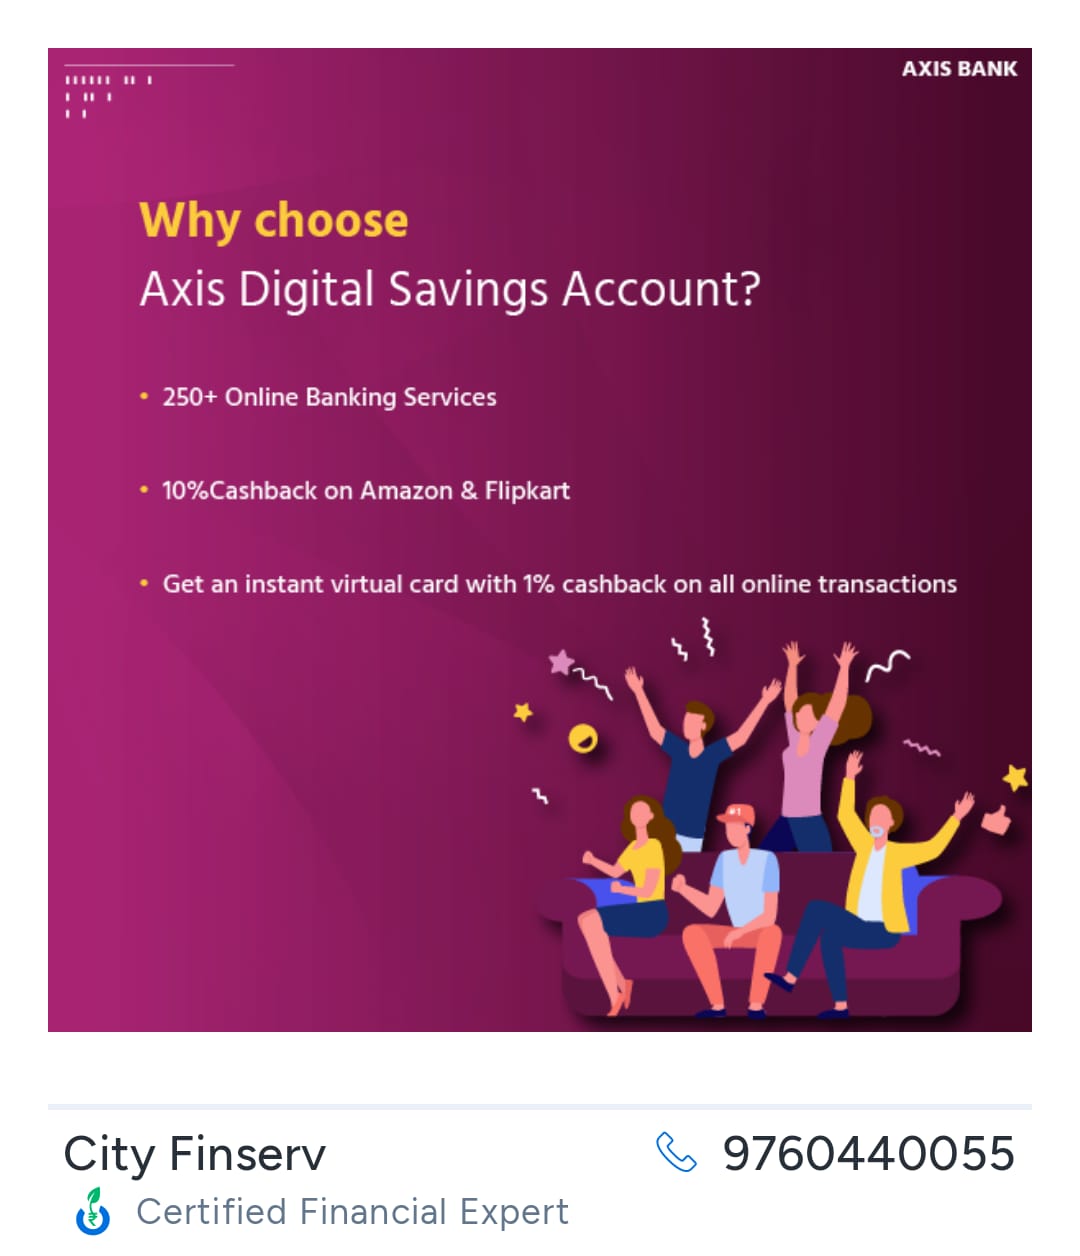 AXIS BANK
Why choose
Axis Digital Savings Account?
• 250+ Online Banking Services
• 10%Cashback on Amazon & Flipkart
• Get an instant virtual card with 1% cashback on all online transactions
#1
City Finserv
9760440055
Certified Financial Expert